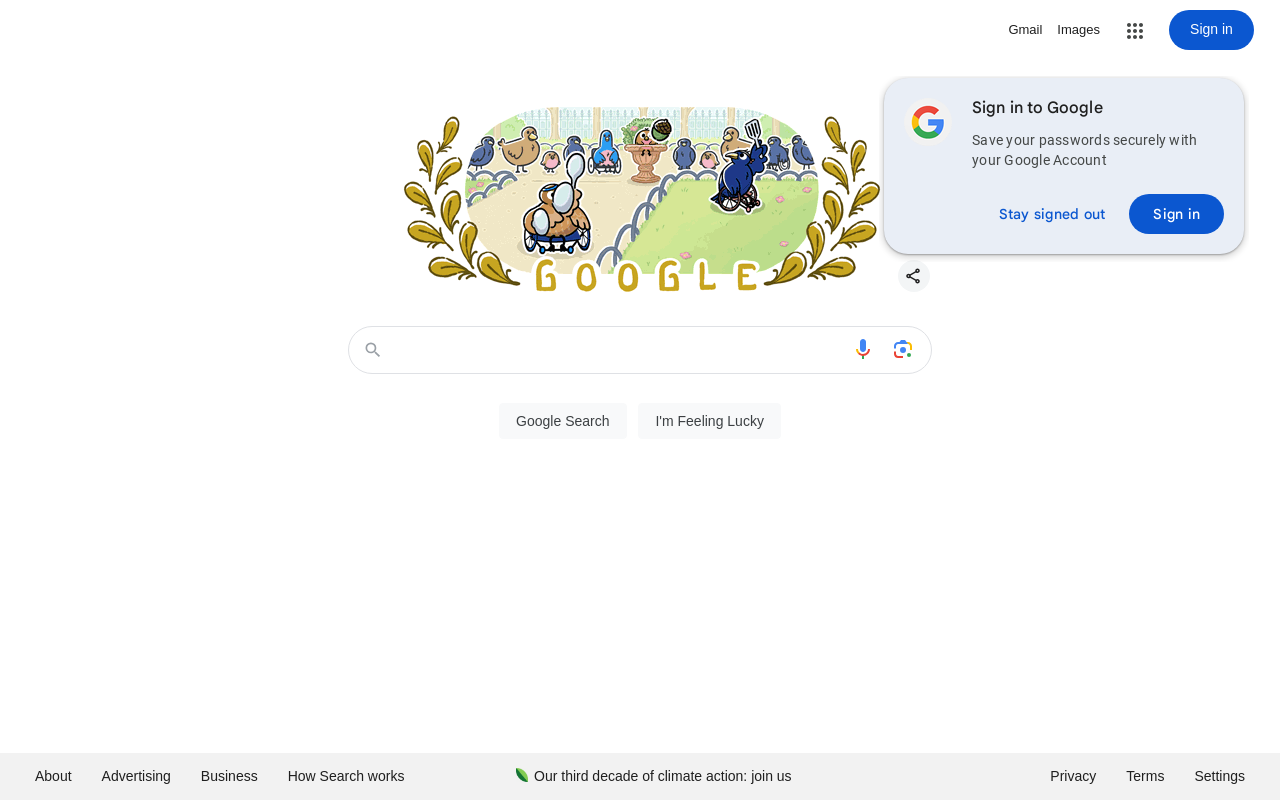 Gmail Images Sign in
Sign in to Google
Save your passwords securely with
your Google Account
Stay signed out Sign in
GOOGLE
Google Search I'm Feeling Lucky
About Advertising Business How Search works Our third decade of climate action: join us Privacy Terms Settings